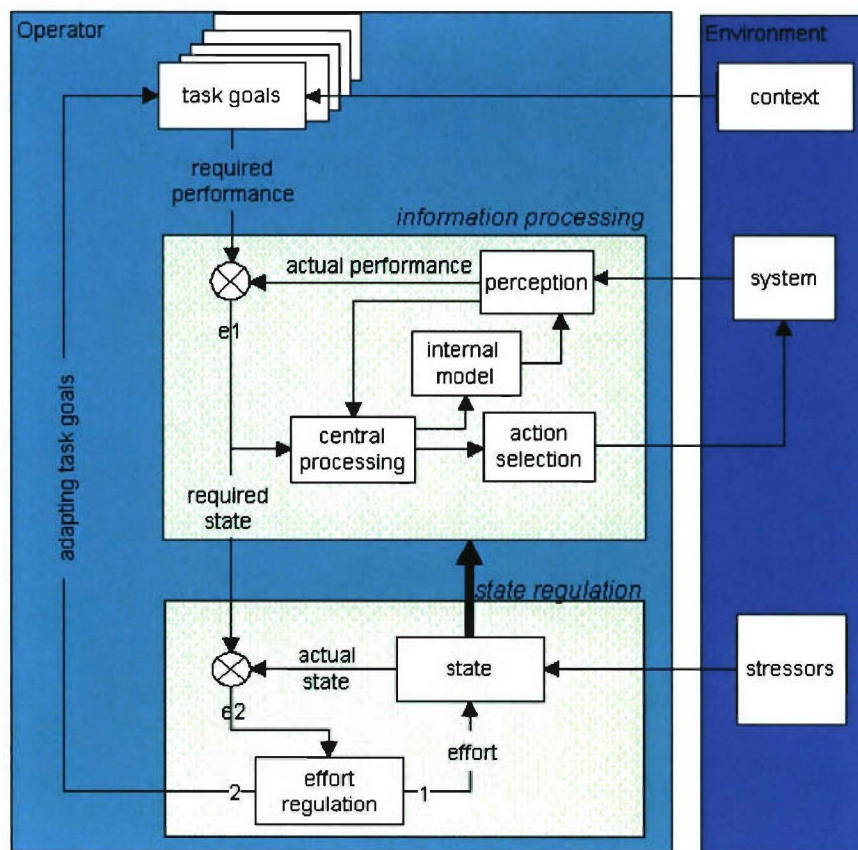 Operator
Environment
task goals
context
required
performance
information processing
actual performance
perception
system
e1
internal
model
central
processing
action
selection
adapting task goals
required
state
state regulation
actual
state
state
stressors
e2
effort
effort
regulation
2
1